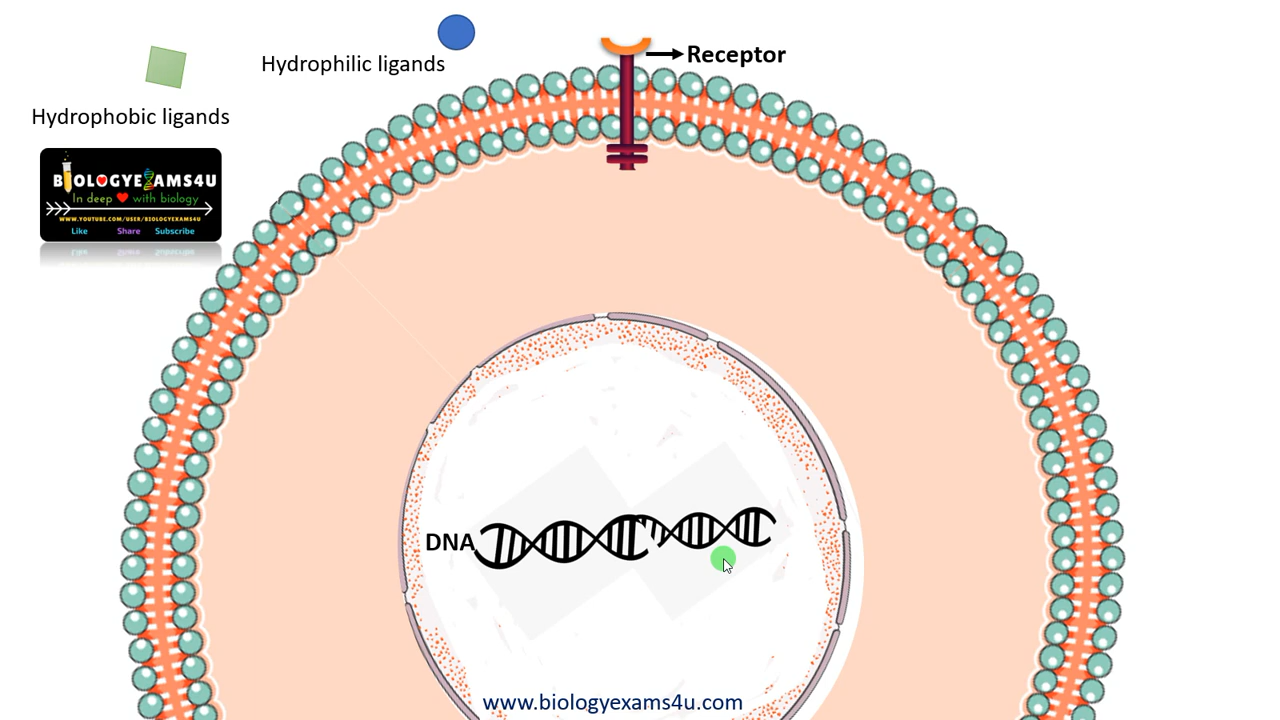 Receptor
Hydrophilic ligands
Hydrophobic ligands
BIOLOGYEXAMS4U
In deep with biology
WWW.YOUTUBE.COM/USER/BIOLOGYEXAMS4U
Like Share Subscribe
DNA
www.biologyexams4u.com